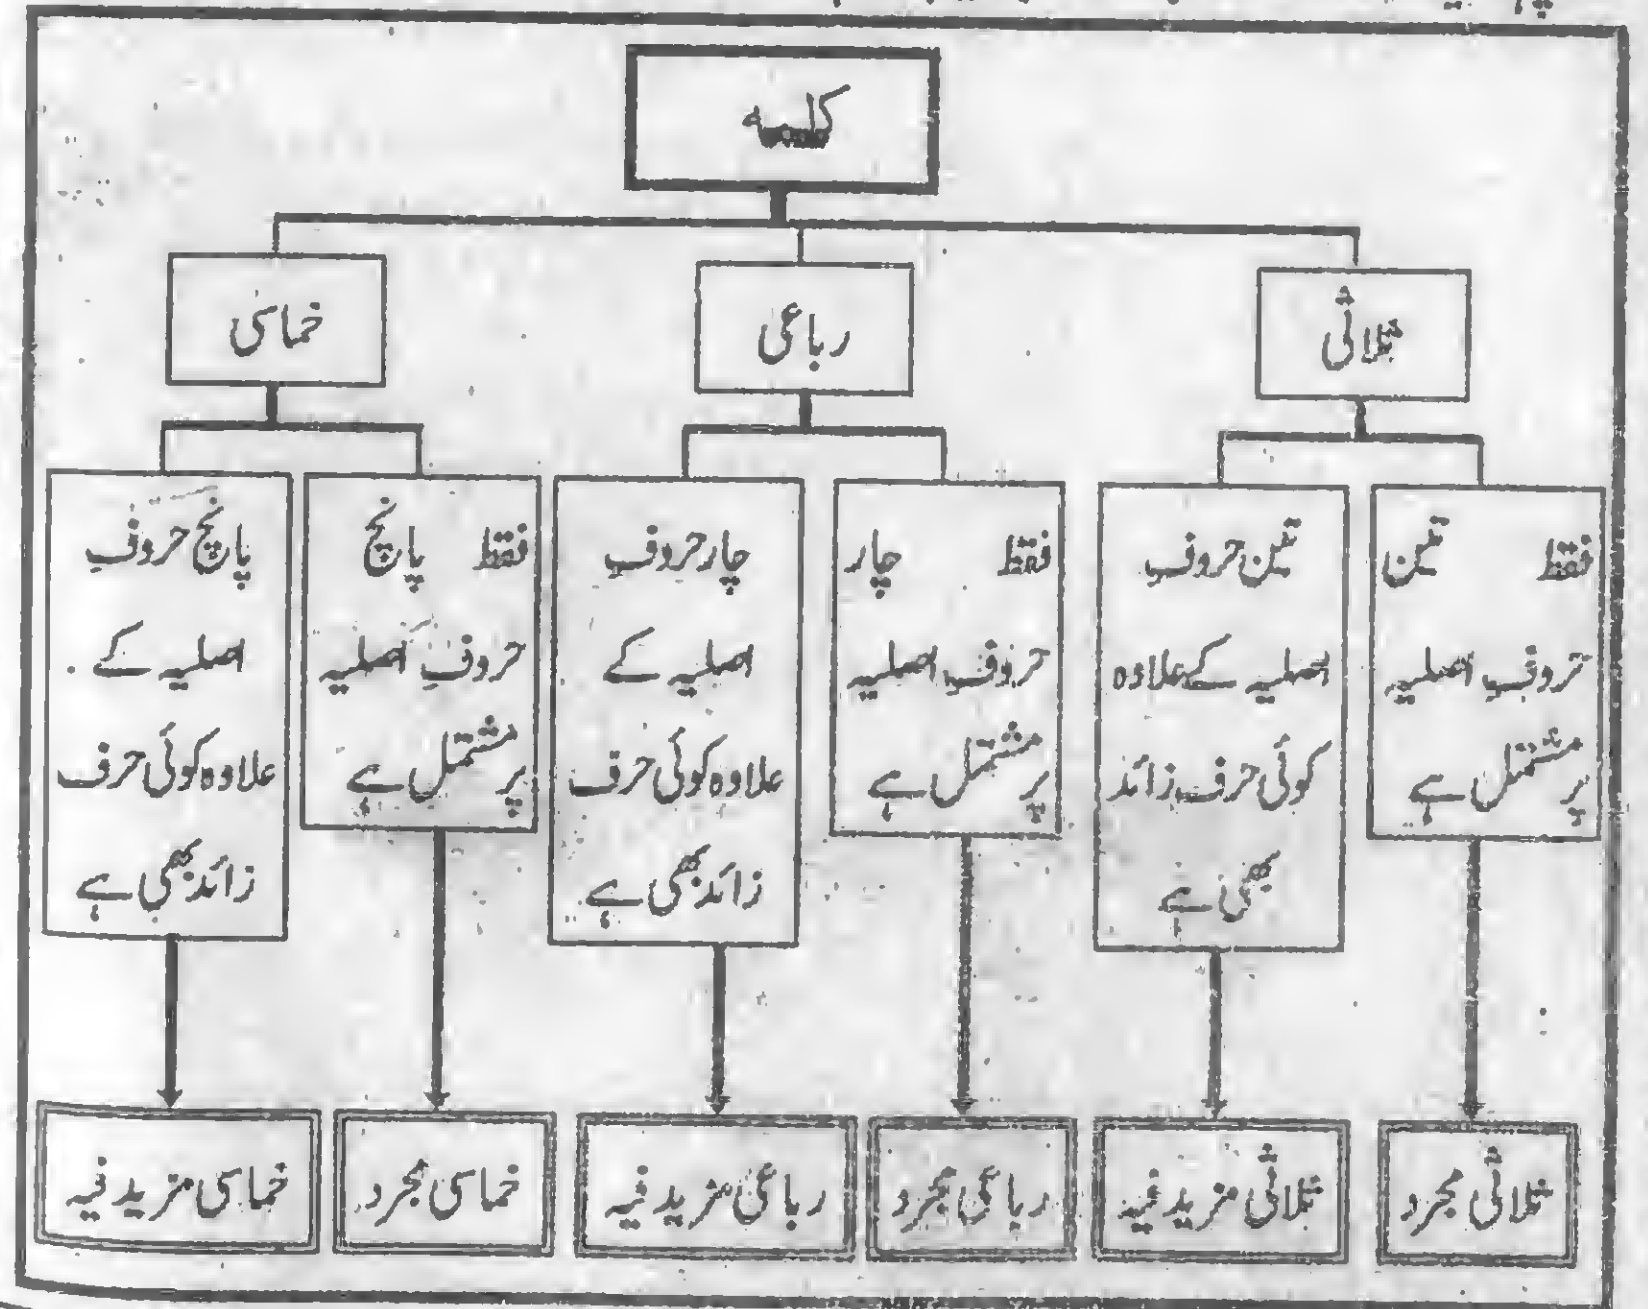 کلمہ
ثلاثی
رباعی
خماسی
فقط تین
حروفِ اصلیہ
پر مشتمل ہے
تین حروفِ
اصلیہ کے علاوہ
کوئی حرف زائد
بھی ہے
فقط چار
حروفِ اصلیہ
پر مشتمل ہے
چار حروفِ
اصلیہ کے
علاوہ کوئی حرف
زائد بھی ہے
فقط پانچ
حروفِ اصلیہ
پر مشتمل ہے
پانچ حروفِ
اصلیہ کے
علاوہ کوئی حرف
زائد بھی ہے
ثلاثی مجرد
ثلاثی مزید فیہ
رباعی مجرد
رباعی مزید فیہ
خماسی مجرد
خماسی مزید فیہ